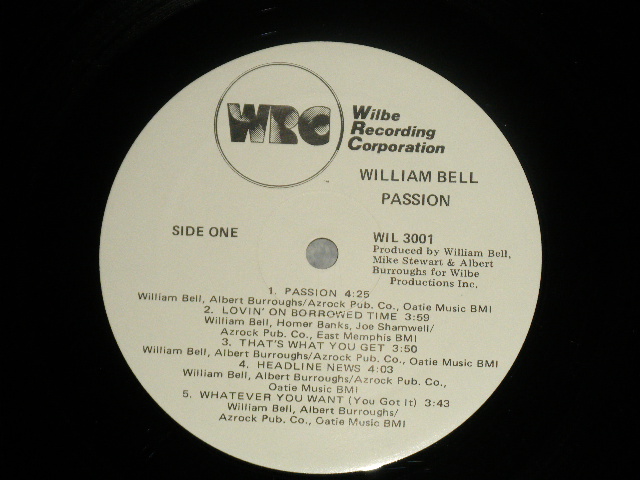 WRC
Wilbe
Recording
Corporation
WILLIAM BELL
PASSION
SIDE ONE
WIL 3001
Produced by William Bell,
Mike Stewart & Albert
Burroughs for Wilbe
Productions Inc.
1. PASSION 4:25
William Bell, Albert Burroughs/Azrock Pub. Co., Oatie Music BMI
2. LOVIN' ON BORROWED TIME 3:59
William Bell, Homer Banks, Joe Shamwell/
Azrock Pub. Co., East Memphis BMI
3. THAT'S WHAT YOU GET 3:50
William Bell, Albert Burroughs/Azrock Pub. Co., Oatie Music BMI
4. HEADLINE NEWS 4:03
William Bell, Albert Burroughs/Azrock Pub. Co.,
Oatie Music BMI
5. WHATEVER YOU WANT (You Got It) 3:43
William Bell, Albert Burroughs/
Azrock Pub. Co., Oatie Music BMI